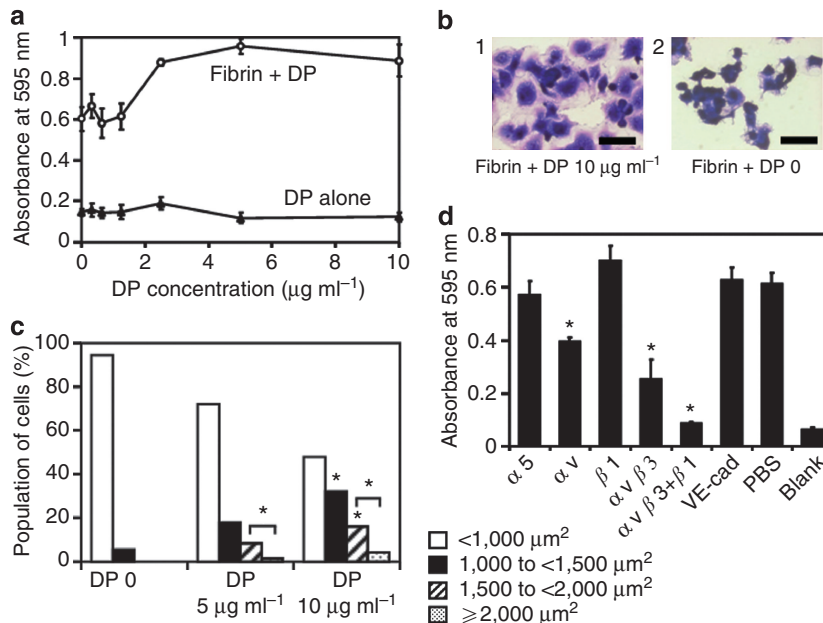 a
Absorbance at 595 nm
1
0.8
0.6
0.4
0.2
0
Fibrin + DP
DP alone
0 2 4 6 8 10
DP concentration (μg ml⁻¹)
b
1 2
Fibrin + DP 10 μg ml⁻¹ Fibrin + DP 0
c
Population of cells (%)
100
80
60
40
20
0
* * * *
DP 0 DP DP
5 μg ml⁻¹ 10 μg ml⁻¹
d
Absorbance at 595 nm
0.8
0.6
0.4
0.2
0
* * *
α 5
α v
β 1
α v β 3
α v β 3+β 1
VE-cad
PBS
Blank
<1,000 μm²
1,000 to <1,500 μm²
1,500 to <2,000 μm²
⩾2,000 μm²